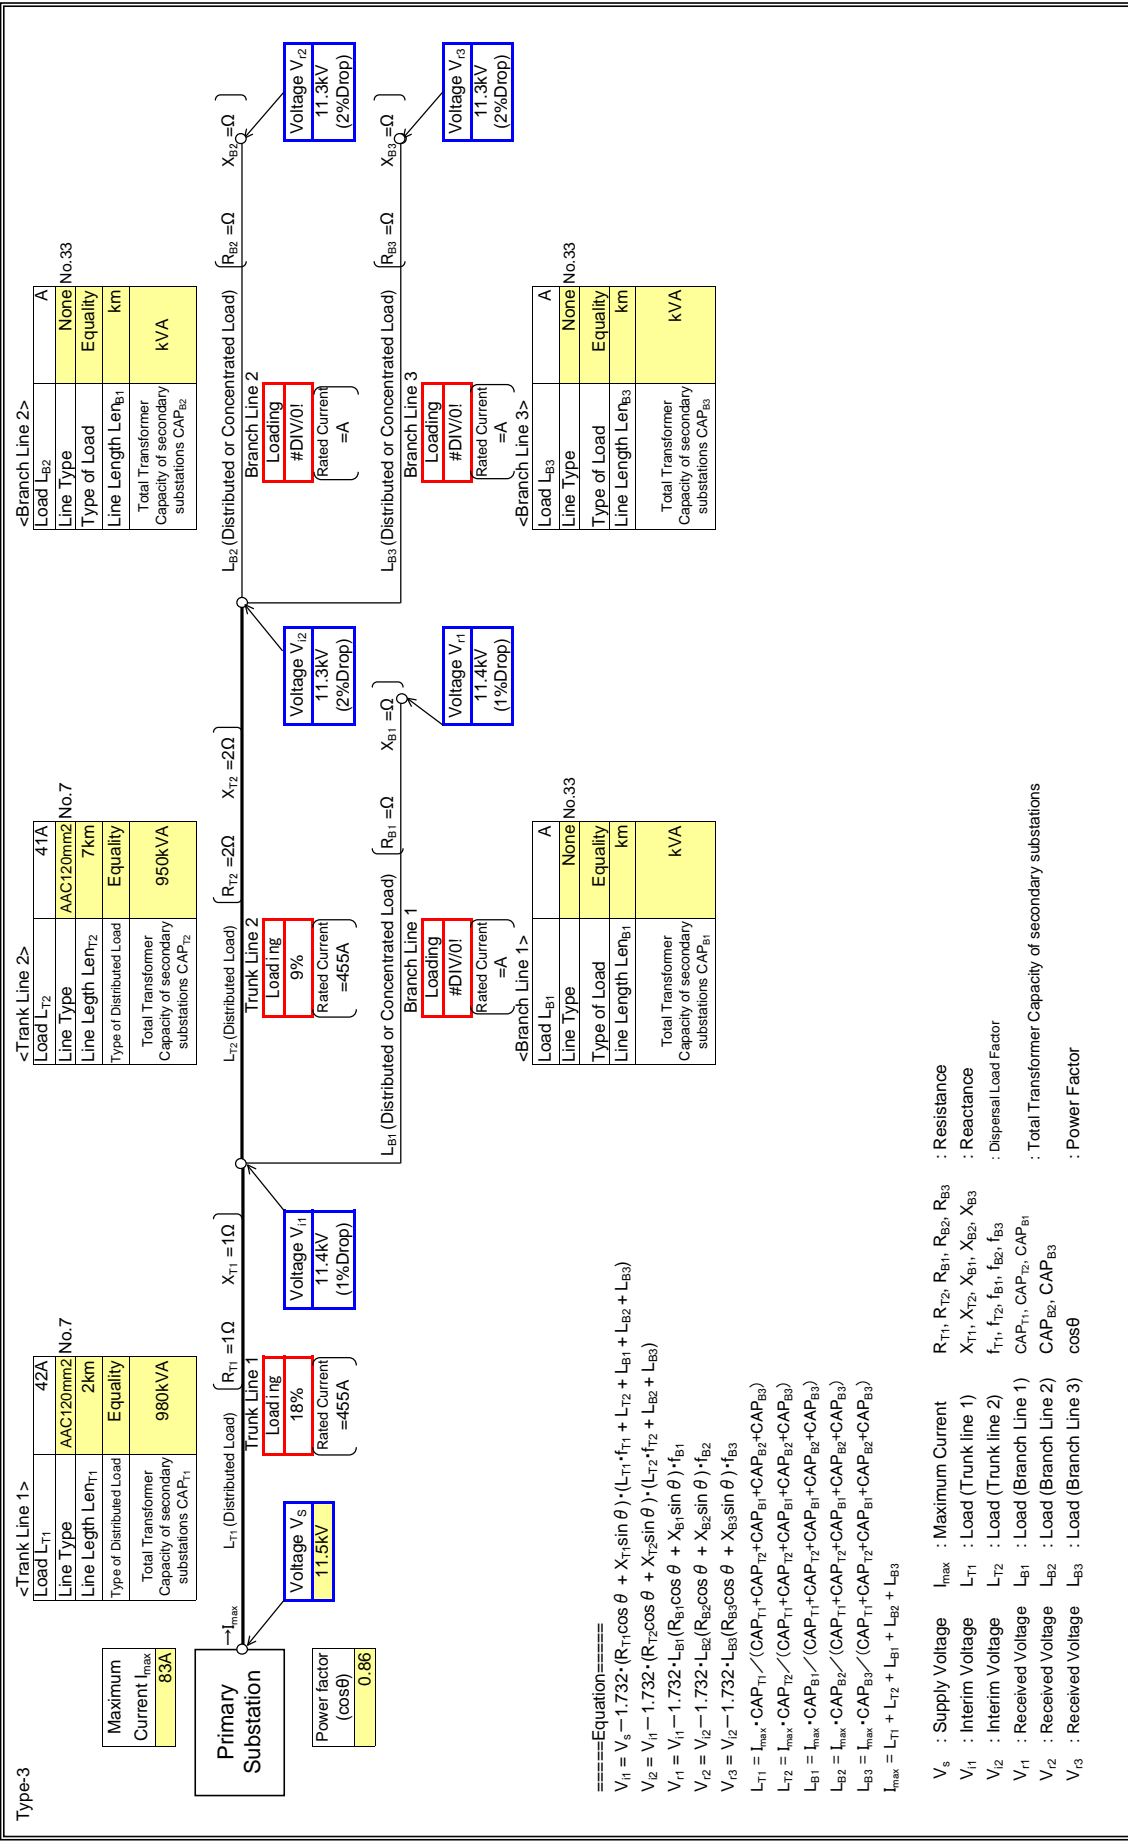 Type-3
Maximum
Current Imax
83A
Primary
Substation
Power factor
(cosθ)
0.86
→Imax
Voltage VS
11.5kV
<Trank Line 1>
Load LT1 42A
Line Type AAC120mm2 No.7
Line Legth LenT1 2km
Type of Distributed Load Equality
Total Transformer
Capacity of secondary
substations CAPT1
980kVA
LT1 (Distributed Load) RT1 =1Ω XT1 =1Ω
Trunk Line 1
Loading
18%
Rated Current
=455A
Voltage Vi1
11.4kV
(1%Drop)
<Trank Line 2>
Load LT2 41A
Line Type AAC120mm2 No.7
Line Legth LenT2 7km
Type of Distributed Load Equality
Total Transformer
Capacity of secondary
substations CAPT2
950kVA
LT2 (Distributed Load) RT2 =2Ω XT2 =2Ω
Trunk Line 2
Loading
9%
Rated Current
=455A
Voltage Vi2
11.3kV
(2%Drop)
LB1 (Distributed or Concentrated Load) RB1 =Ω XB1 =Ω
Branch Line 1
Loading
#DIV/0!
Rated Current
=A
Voltage Vr1
11.4kV
(1%Drop)
<Branch Line 1>
Load LB1 A
Line Type None No.33
Type of Load Equality
Line Length LenB1 km
Total Transformer
Capacity of secondary
substations CAPB1
kVA
<Branch Line 2>
Load LB2 A
Line Type None No.33
Type of Load Equality
Line Length LenB1 km
Total Transformer
Capacity of secondary
substations CAPB2
kVA
LB2 (Distributed or Concentrated Load) RB2 =Ω XB2 =Ω
Branch Line 2
Loading
#DIV/0!
Rated Current
=A
Voltage Vr2
11.3kV
(2%Drop)
LB3 (Distributed or Concentrated Load) RB3 =Ω XB3 =Ω
Branch Line 3
Loading
#DIV/0!
Rated Current
=A
Voltage Vr3
11.3kV
(2%Drop)
<Branch Line 3>
Load LB3 A
Line Type None No.33
Type of Load Equality
Line Length LenB3 km
Total Transformer
Capacity of secondary
substations CAPB3
kVA
=====Equation=====
Vi1 = Vs−1.732・(RT1cosθ + XT1sinθ)・(LT1・fT1 + LT2 + LB1 + LB2 + LB3)
Vi2 = Vi1−1.732・(RT2cosθ + XT2sinθ)・(LT2・fT2 + LB2 + LB3)
Vr1 = Vi1−1.732・LB1(RB1cosθ + XB1sinθ)・fB1
Vr2 = Vi2−1.732・LB2(RB2cosθ + XB2sinθ)・fB2
Vr3 = Vi2−1.732・LB3(RB3cosθ + XB3sinθ)・fB3
LT1 = Imax・CAPT1／(CAPT1+CAPT2+CAPB1+CAPB2+CAPB3)
LT2 = Imax・CAPT2／(CAPT1+CAPT2+CAPB1+CAPB2+CAPB3)
LB1 = Imax・CAPB1／(CAPT1+CAPT2+CAPB1+CAPB2+CAPB3)
LB2 = Imax・CAPB2／(CAPT1+CAPT2+CAPB1+CAPB2+CAPB3)
LB3 = Imax・CAPB3／(CAPT1+CAPT2+CAPB1+CAPB2+CAPB3)
Imax = LT1 + LT2 + LB1 + LB2 + LB3
Vs : Supply Voltage Imax : Maximum Current RT1, RT2, RB1, RB2, RB3 : Resistance
Vi1 : Interim Voltage LT1 : Load (Trunk line 1) XT1, XT2, XB1, XB2, XB3 : Reactance
Vi2 : Interim Voltage LT2 : Load (Trunk line 2) fT1, fT2, fB1, fB2, fB3 : Dispersal Load Factor
Vr1 : Received Voltage LB1 : Load (Branch Line 1) CAPT1, CAPT2, CAPB1
: Total Transformer Capacity of secondary substations
Vr2 : Received Voltage LB2 : Load (Branch Line 2) CAPB2, CAPB3
Vr3 : Received Voltage LB3 : Load (Branch Line 3) cosθ : Power Factor